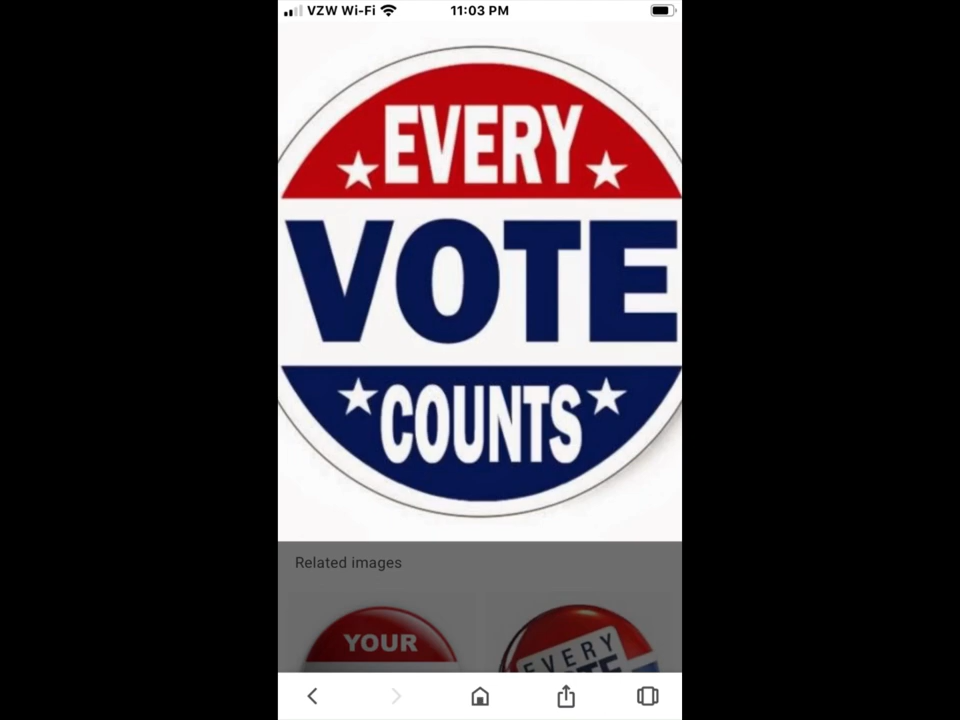 VZW Wi-Fi 11:03 PM
EVERY
VOTE
COUNTS
Related images
YOUR
EVERY